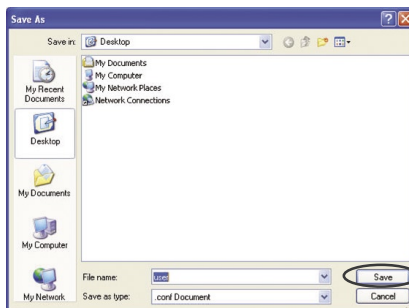 Save As
Save in: Desktop
My Documents
My Computer
My Network Places
Network Connections
My Recent Documents
Desktop
My Documents
My Computer
My Network
File name: user
Save
Save as type: .conf Document
Cancel